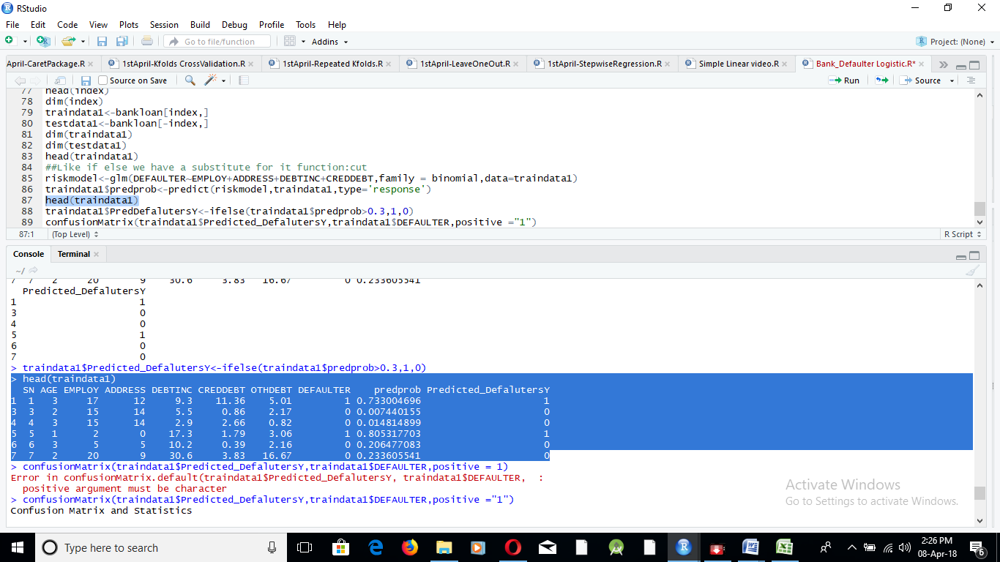 RStudio
File Edit Code View Plots Session Build Debug Profile Tools Help
Go to file/function Addins Project: (None)
April-CaretPackage.R 1stApril-Kfolds CrossValidation.R 1stApril-Repeated Kfolds.R 1stApril-LeaveOneOut.R 1stApril-StepwiseRegression.R Simple Linear video.R Bank_Defaulter Logistic.R*
Source on Save Run Source
77 head(index)
78 dim(index)
79 traindata1<-bankloan[index,]
80 testdata1<-bankloan[-index,]
81 dim(traindata1)
82 dim(testdata1)
83 head(traindata1)
84 ##Like if else we have a substitute for it function:cut
85 riskmodel<-glm(DEFAULTER~EMPLOY+ADDRESS+DEBTINC+CREDDEBT,family = binomial,data=traindata1)
86 traindata1$predprob<-predict(riskmodel,traindata1,type='response')
87 head(traindata1)
88 traindata1$PredDefalutersY<-ifelse(traindata1$predprob>0.3,1,0)
89 confusionMatrix(traindata1$Predicted_DefalutersY,traindata1$DEFAULTER,positive ="1")
87:1 (Top Level) R Script
Console Terminal
~/
7 7 2 20 9 30.6 3.83 16.67 0 0.233605541
Predicted_DefalutersY
1 1
3 0
4 0
5 1
6 0
7 0
> traindata1$Predicted_DefalutersY<-ifelse(traindata1$predprob>0.3,1,0)
> head(traindata1)
SN AGE EMPLOY ADDRESS DEBTINC CREDDEBT OTHDEBT DEFAULTER predprob Predicted_DefalutersY
1 1 3 17 12 9.3 11.36 5.01 1 0.733004696 1
3 3 2 15 14 5.5 0.86 2.17 0 0.007440155 0
4 4 3 15 14 2.9 2.66 0.82 0 0.014814899 0
5 5 1 2 0 17.3 1.79 3.06 1 0.805317703 1
6 6 3 5 5 10.2 0.39 2.16 0 0.206477083 0
7 7 2 20 9 30.6 3.83 16.67 0 0.233605541 0
> confusionMatrix(traindata1$Predicted_DefalutersY,traindata1$DEFAULTER,positive = 1)
Error in confusionMatrix.default(traindata1$Predicted_DefalutersY, traindata1$DEFAULTER, :
positive argument must be character
> confusionMatrix(traindata1$Predicted_DefalutersY,traindata1$DEFAULTER,positive ="1")
Confusion Matrix and Statistics
Activate Windows
Go to Settings to activate Windows.
Type here to search
2:26 PM
08-Apr-18
6